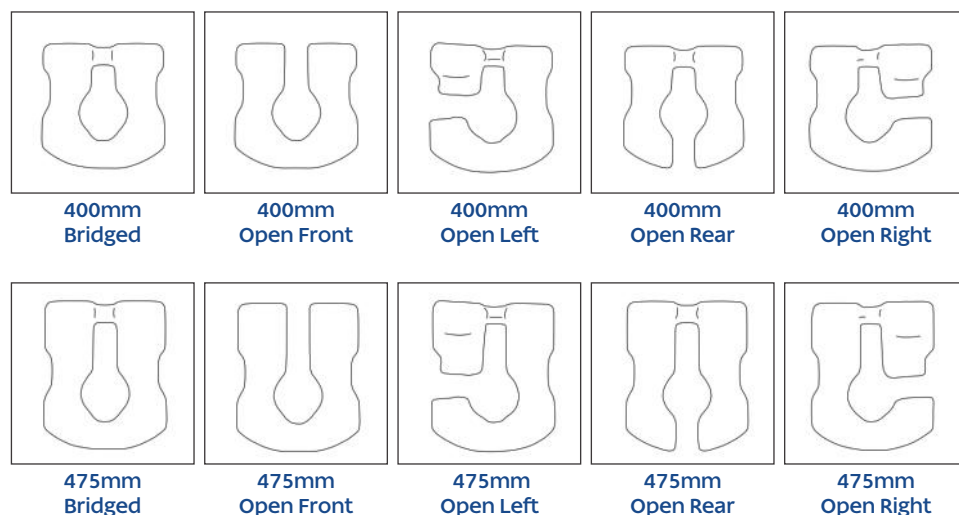 400mm
Bridged
400mm
Open Front
400mm
Open Left
400mm
Open Rear
400mm
Open Right
475mm
Bridged
475mm
Open Front
475mm
Open Left
475mm
Open Rear
475mm
Open Right